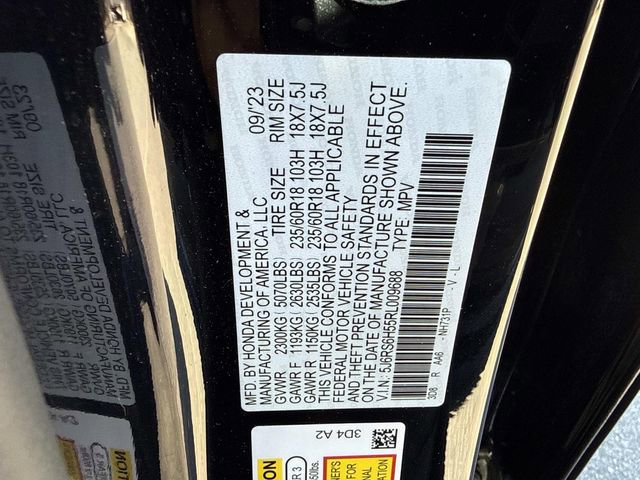 MFD. BY HONDA DEVELOPMENT & 09/23
MANUFACTURING OF AMERICA, LLC
TIRE SIZE RIM SIZE
GVWR 2300KG ( 5070LBS)
GAWR F 1193KG ( 2630LBS) 235/60R18 103H 18X7.5J
GAWR R 1150KG ( 2535LBS) 235/60R18 103H 18X7.5J
THIS VEHICLE CONFORMS TO ALL APPLICABLE
FEDERAL MOTOR VEHICLE SAFETY
AND THEFT PREVENTION STANDARDS IN EFFECT
ON THE DATE OF MANUFACTURE SHOWN ABOVE.
V.I.N.: 5J6RS6H55RL009688 TYPE: MPV
3D8 R AA6 - NH731P V - L
3D4 A2